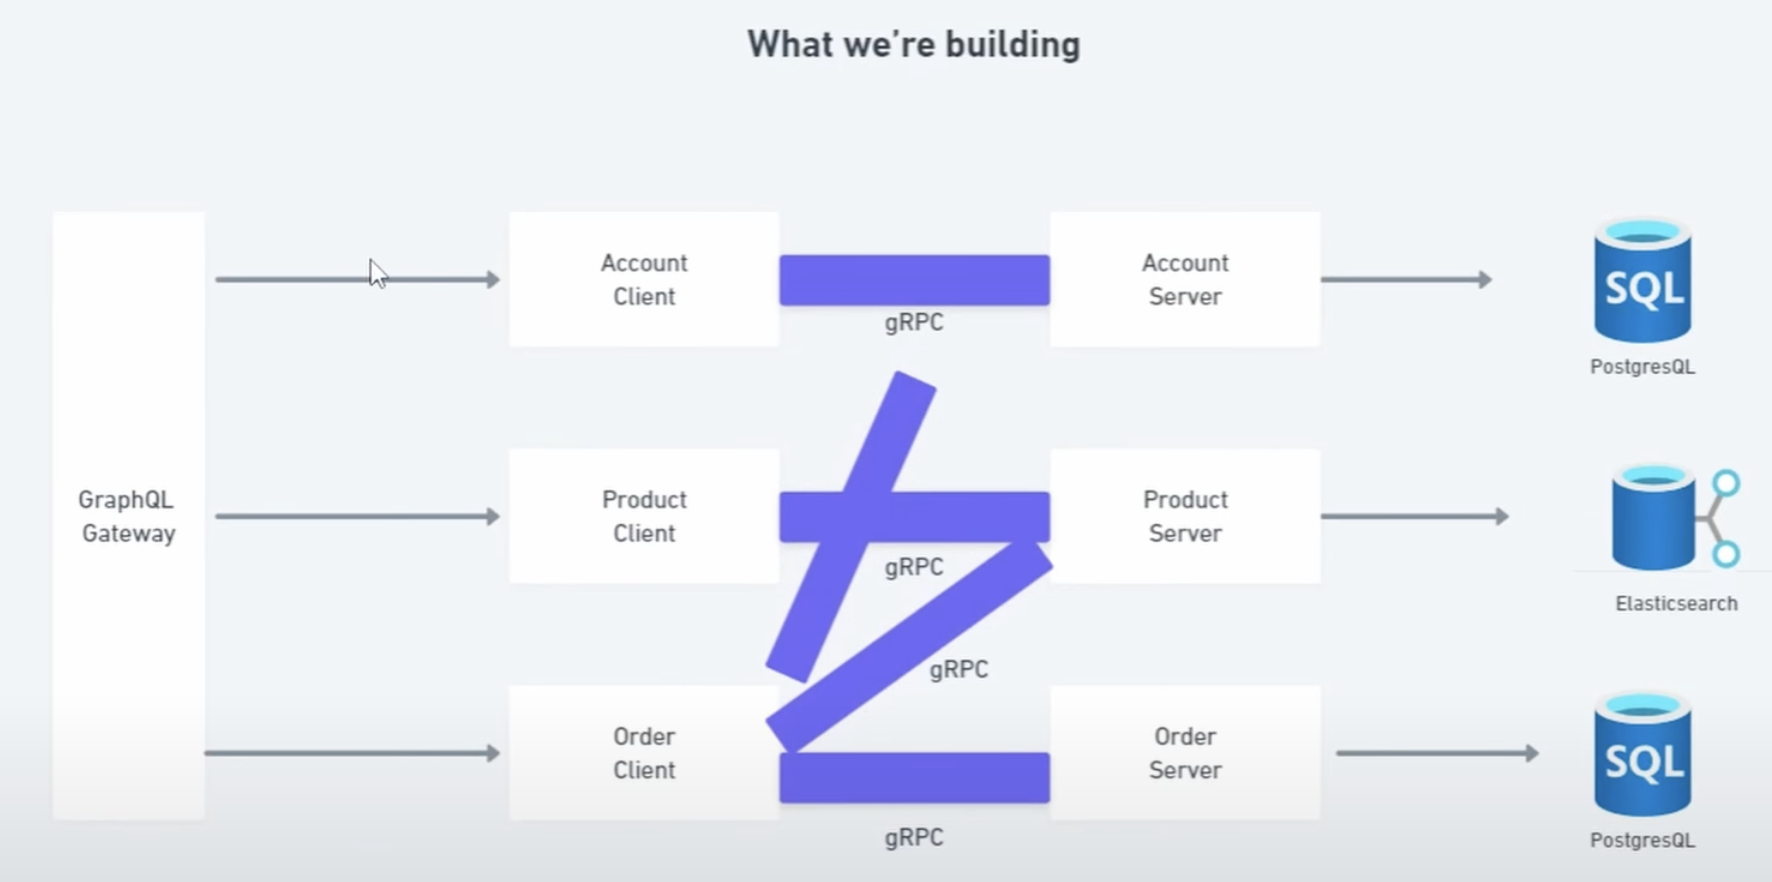 What we're building
GraphQL
Gateway
Account
Client
gRPC
Account
Server
SQL
PostgresQL
Product
Client
gRPC
Product
Server
Elasticsearch
gRPC
Order
Client
gRPC
Order
Server
SQL
PostgresQL